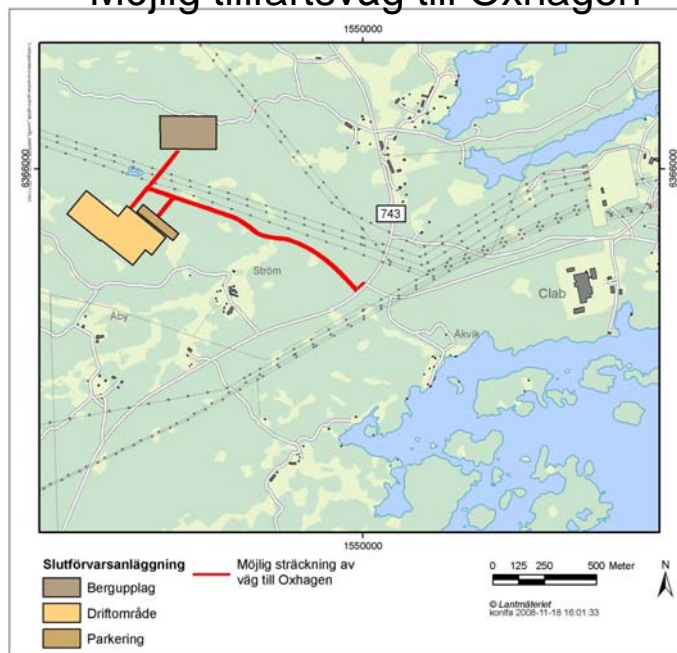 Möjlig tillfartsväg till Oxhagen
1550000
6366000
6366000
743
Ström
Åby
Clab
Åkvik
1550000
Slutförvarsanläggning
Bergupplag
Driftområde
Parkering
Möjlig sträckning av
väg till Oxhagen
0 125 250 500 Meter
N
© Lantmäteriet
konlfa 2008-11-18 16:01:33